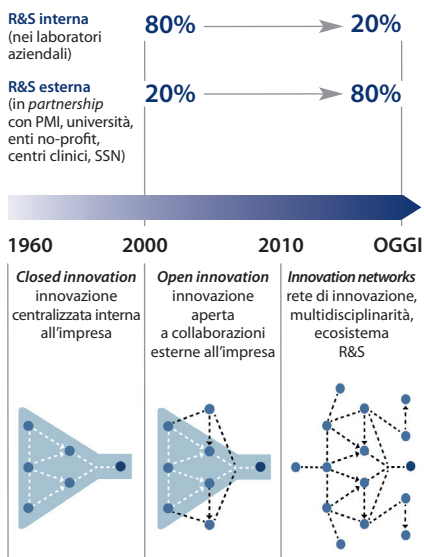 R&S interna
(nei laboratori
aziendali)
80%
20%
R&S esterna
(in partnership
con PMI, università,
enti no-profit,
centri clinici, SSN)
20%
80%
1960
2000
2010
OGGI
Closed innovation
innovazione
centralizzata interna
all’impresa
Open innovation
innovazione
aperta
a collaborazioni
esterne all’impresa
Innovation networks
rete di innovazione,
multidisciplinarità,
ecosistema
R&S